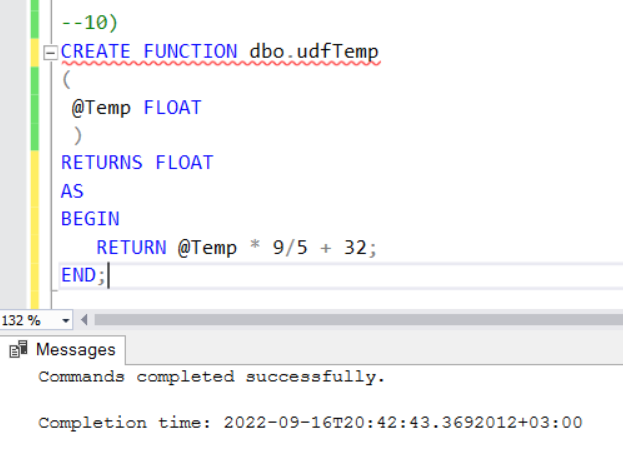 --10)
CREATE FUNCTION dbo.udfTemp
(
@Temp FLOAT
)
RETURNS FLOAT
AS
BEGIN
RETURN @Temp * 9/5 + 32;
END;
132 %
Messages
Commands completed successfully.
Completion time: 2022-09-16T20:42:43.3692012+03:00